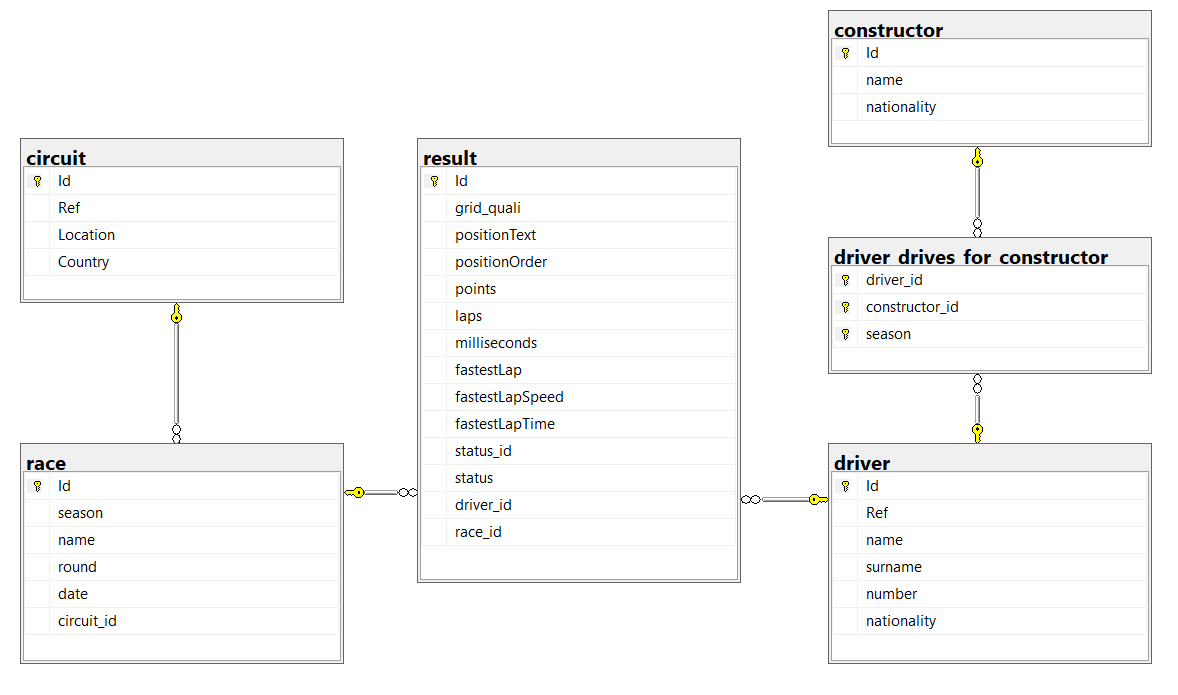 constructor
Id
name
nationality
circuit
Id
Ref
Location
Country
result
Id
grid_quali
positionText
positionOrder
points
laps
milliseconds
fastestLap
fastestLapSpeed
fastestLapTime
status_id
status
driver_id
race_id
driver_drives_for_constructor
driver_id
constructor_id
season
race
Id
season
name
round
date
circuit_id
driver
Id
Ref
name
surname
number
nationality